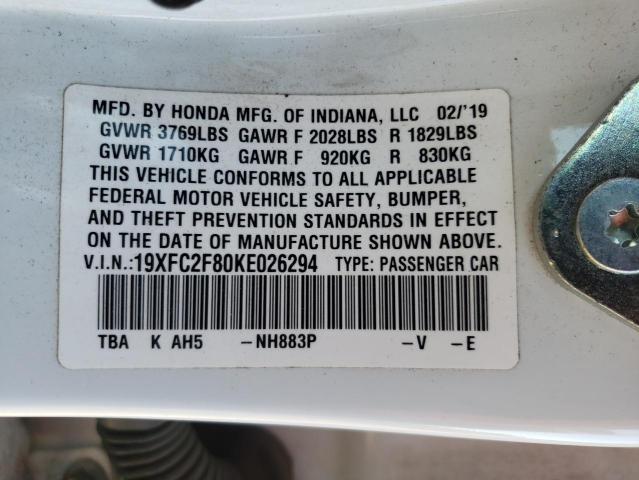 MFD. BY HONDA MFG. OF INDIANA, LLC 02/'19
GVWR 3769LBS GAWR F 2028LBS R 1829LBS
GVWR 1710KG GAWR F 920KG R 830KG
THIS VEHICLE CONFORMS TO ALL APPLICABLE
FEDERAL MOTOR VEHICLE SAFETY, BUMPER,
AND THEFT PREVENTION STANDARDS IN EFFECT
ON THE DATE OF MANUFACTURE SHOWN ABOVE.
V.I.N.:19XFC2F80KE026294 TYPE: PASSENGER CAR
TBA K AH5 -NH883P -V -E